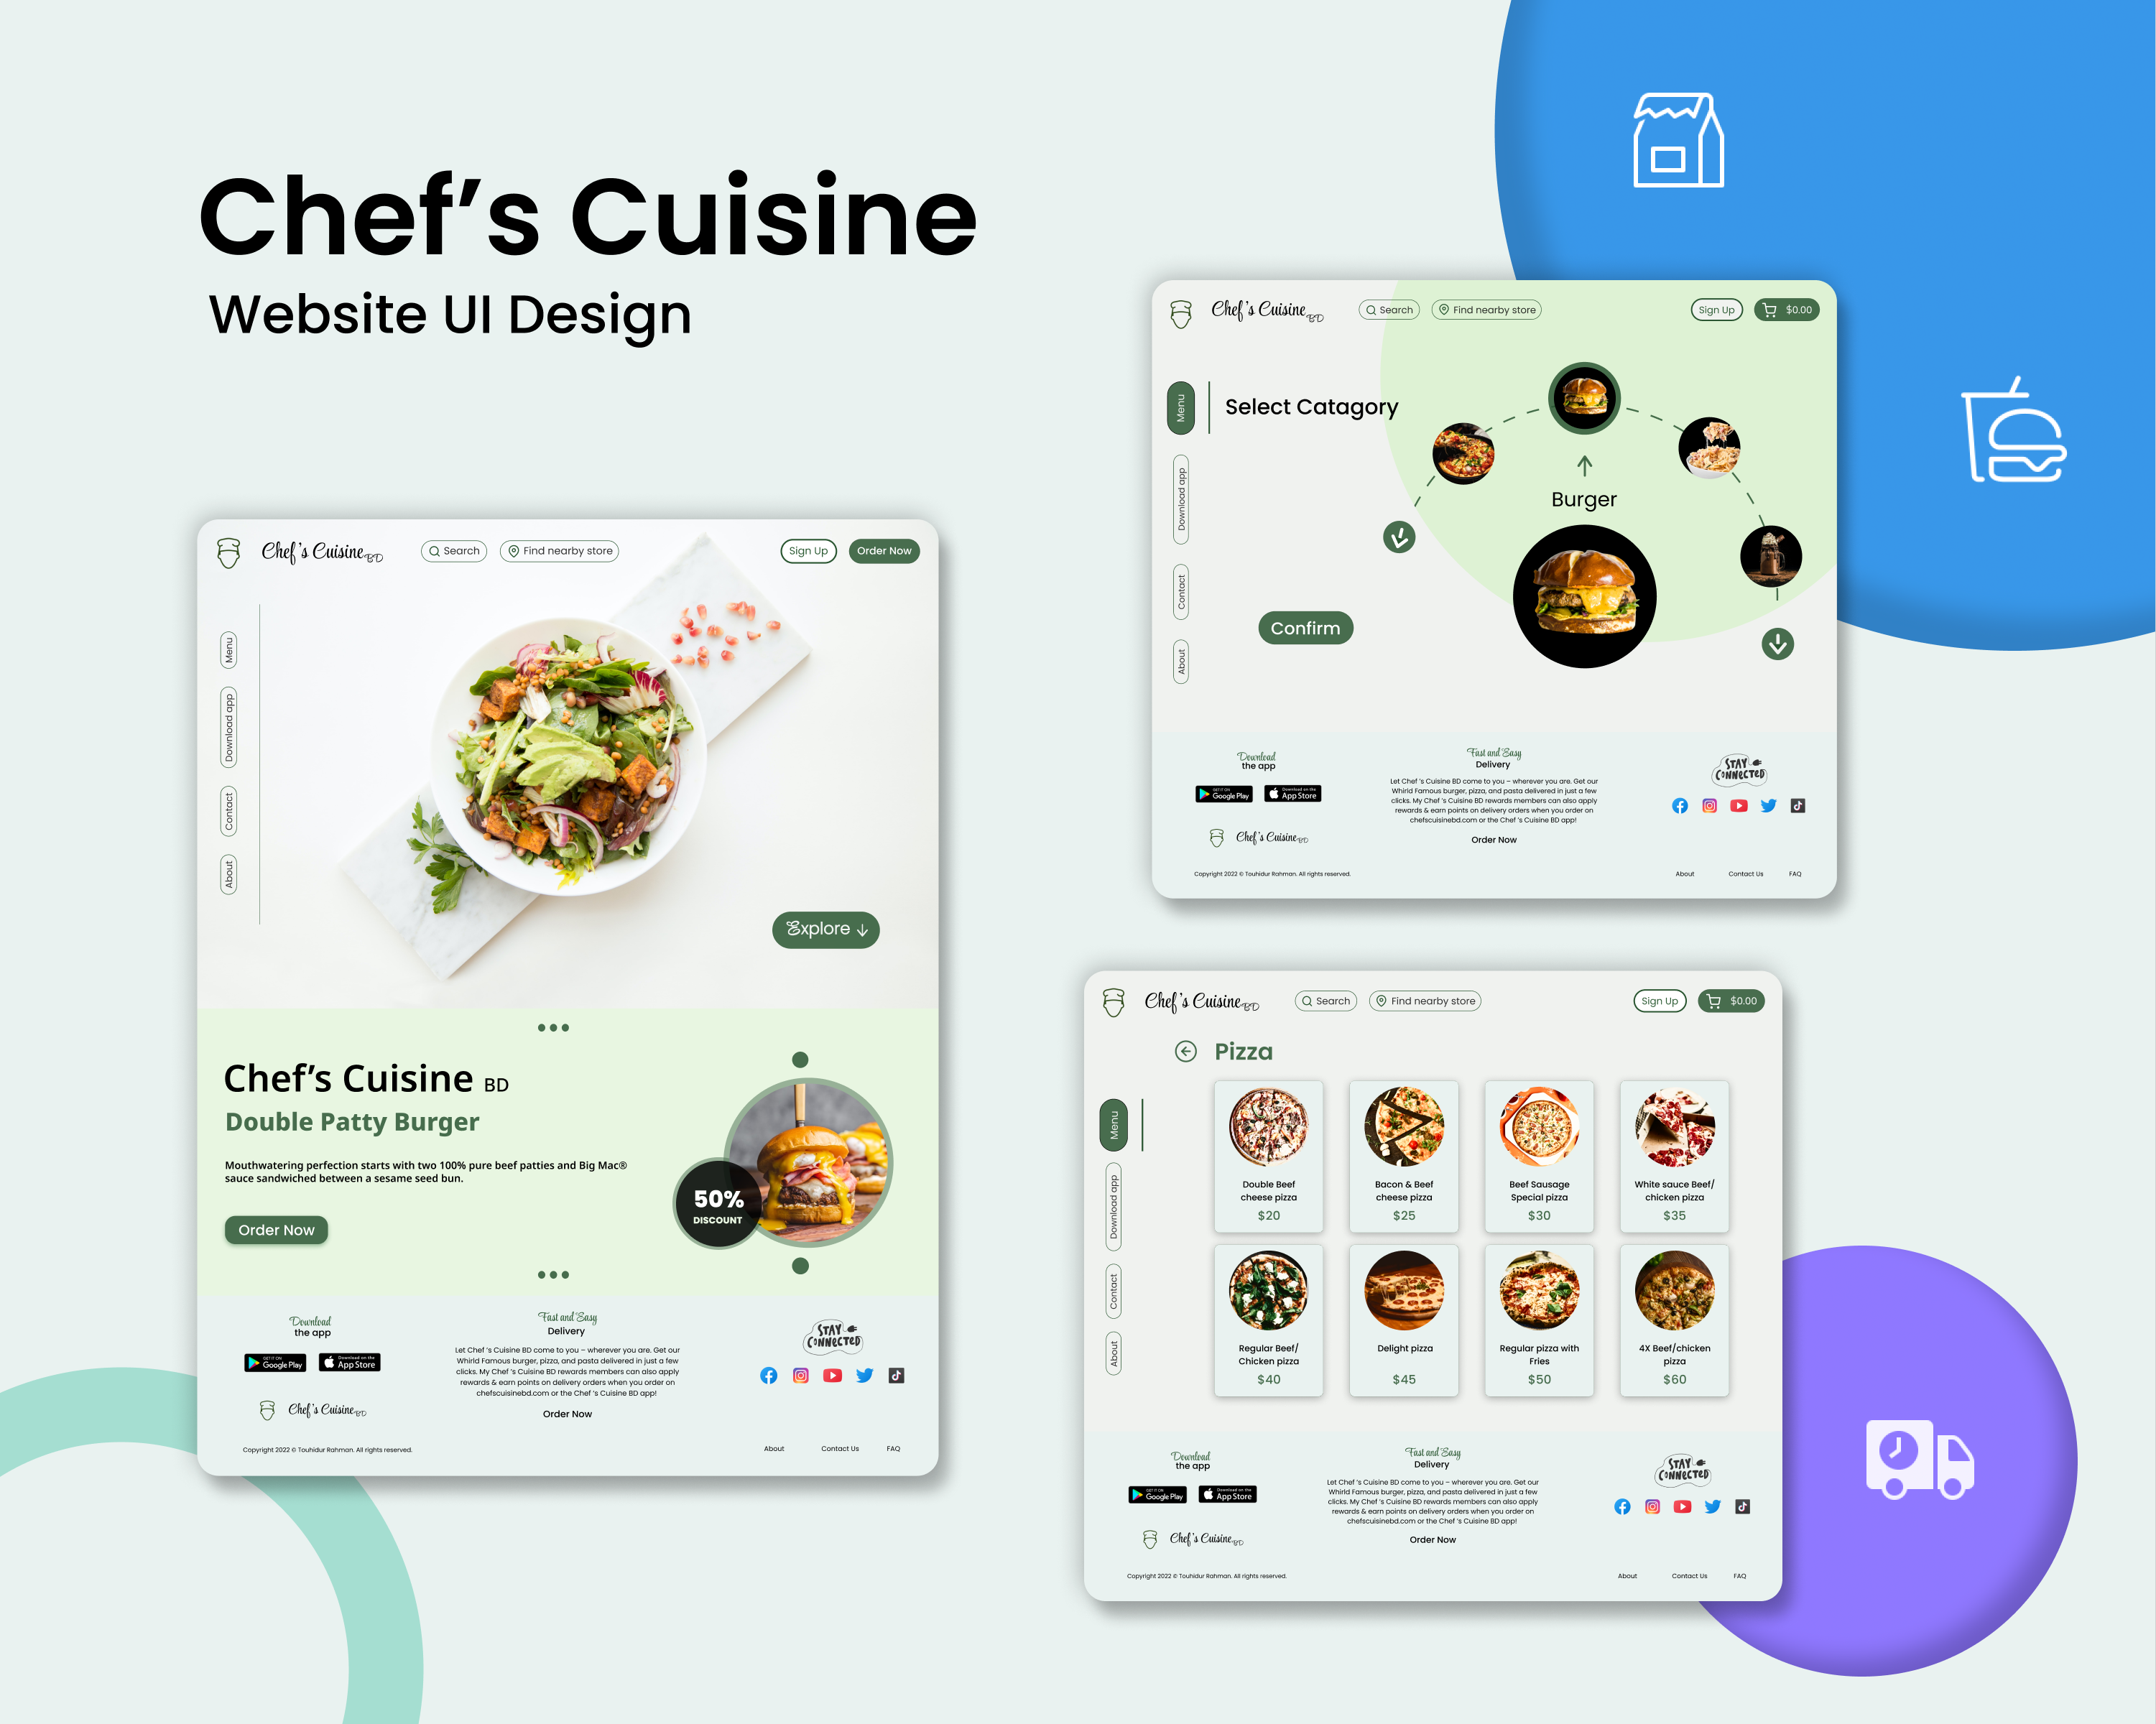 Chef’s Cuisine
Website UI Design
Chef's Cuisine BD
Search
Find nearby store
Sign Up
Order Now
Menu
Download app
Contact
About
Explore
Chef’s Cuisine BD
Double Patty Burger
Mouthwatering perfection starts with two 100% pure beef patties and Big Mac®
sauce sandwiched between a sesame seed bun.
Order Now
50%
DISCOUNT
Download
the app
GET IT ON
Google Play
Download on the
App Store
Chef's Cuisine BD
Fast and Easy
Delivery
Let Chef 's Cuisine BD come to you – wherever you are. Get our
Whirld Famous burger, pizza, and pasta delivered in just a few
clicks. My Chef 's Cuisine BD rewards members can also apply
rewards & earn points on delivery orders when you order on
chefscuisinebd.com or the Chef 's Cuisine BD app!
Order Now
STAY
CONNECTED
Copyright 2022 © Touhidur Rahman. All rights reserved.
About
Contact Us
FAQ
Chef's Cuisine BD
Search
Find nearby store
Sign Up
$0.00
Menu
Download app
Contact
About
Select Catagory
Burger
Confirm
Download
the app
GET IT ON
Google Play
Download on the
App Store
Chef's Cuisine BD
Fast and Easy
Delivery
Let Chef 's Cuisine BD come to you – wherever you are. Get our
Whirld Famous burger, pizza, and pasta delivered in just a few
clicks. My Chef 's Cuisine BD rewards members can also apply
rewards & earn points on delivery orders when you order on
chefscuisinebd.com or the Chef 's Cuisine BD app!
Order Now
STAY
CONNECTED
Copyright 2022 © Touhidur Rahman. All rights reserved.
About
Contact Us
FAQ
Chef's Cuisine BD
Search
Find nearby store
Sign Up
$0.00
Menu
Download app
Contact
About
Pizza
Double Beef
cheese pizza
$20
Bacon & Beef
cheese pizza
$25
Beef Sausage
Special pizza
$30
White sauce Beef/
chicken pizza
$35
Regular Beef/
Chicken pizza
$40
Delight pizza
$45
Regular pizza with
Fries
$50
4X Beef/chicken
pizza
$60
Download
the app
GET IT ON
Google Play
Download on the
App Store
Chef's Cuisine BD
Fast and Easy
Delivery
Let Chef 's Cuisine BD come to you – wherever you are. Get our
Whirld Famous burger, pizza, and pasta delivered in just a few
clicks. My Chef 's Cuisine BD rewards members can also apply
rewards & earn points on delivery orders when you order on
chefscuisinebd.com or the Chef 's Cuisine BD app!
Order Now
STAY
CONNECTED
Copyright 2022 © Touhidur Rahman. All rights reserved.
About
Contact Us
FAQ